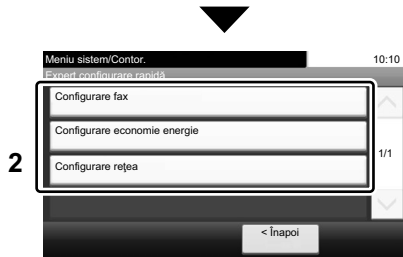 Meniu sistem/Contor.
10:10
Expert configurare rapidă
Configurare fax
Configurare economie energie
1/1
2
Configurare rețea
< Înapoi